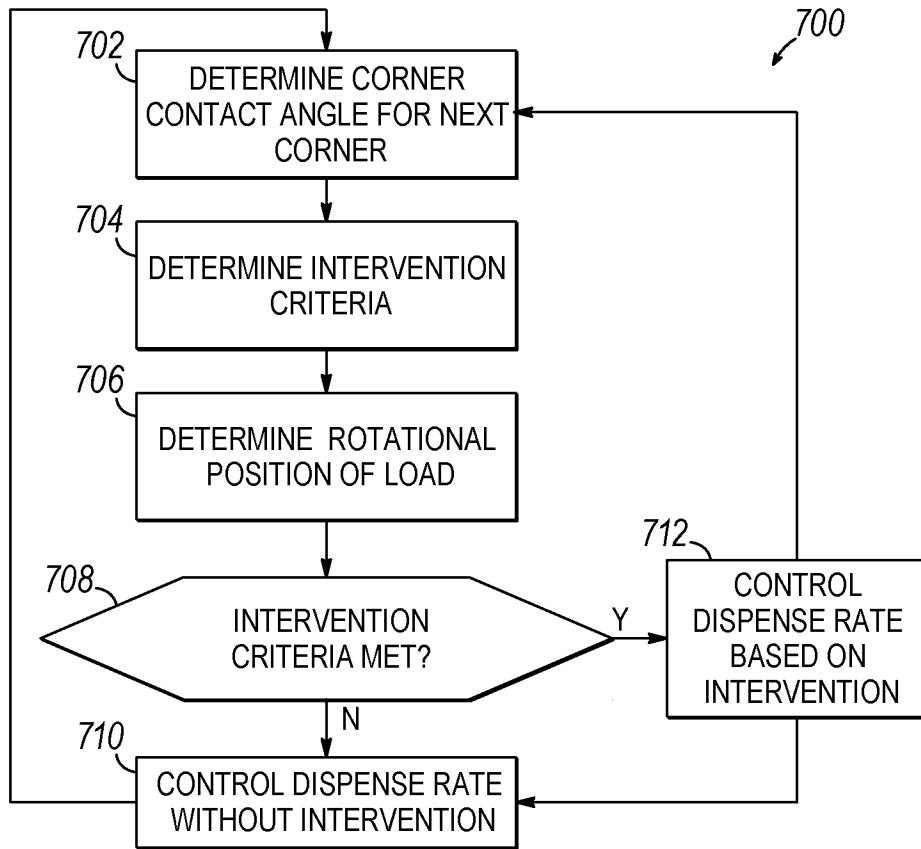 700
702
DETERMINE CORNER
CONTACT ANGLE FOR NEXT
CORNER
704
DETERMINE INTERVENTION
CRITERIA
706
DETERMINE ROTATIONAL
POSITION OF LOAD
708
INTERVENTION
CRITERIA MET?
Y
N
712
CONTROL
DISPENSE RATE
BASED ON
INTERVENTION
710
CONTROL DISPENSE RATE
WITHOUT INTERVENTION